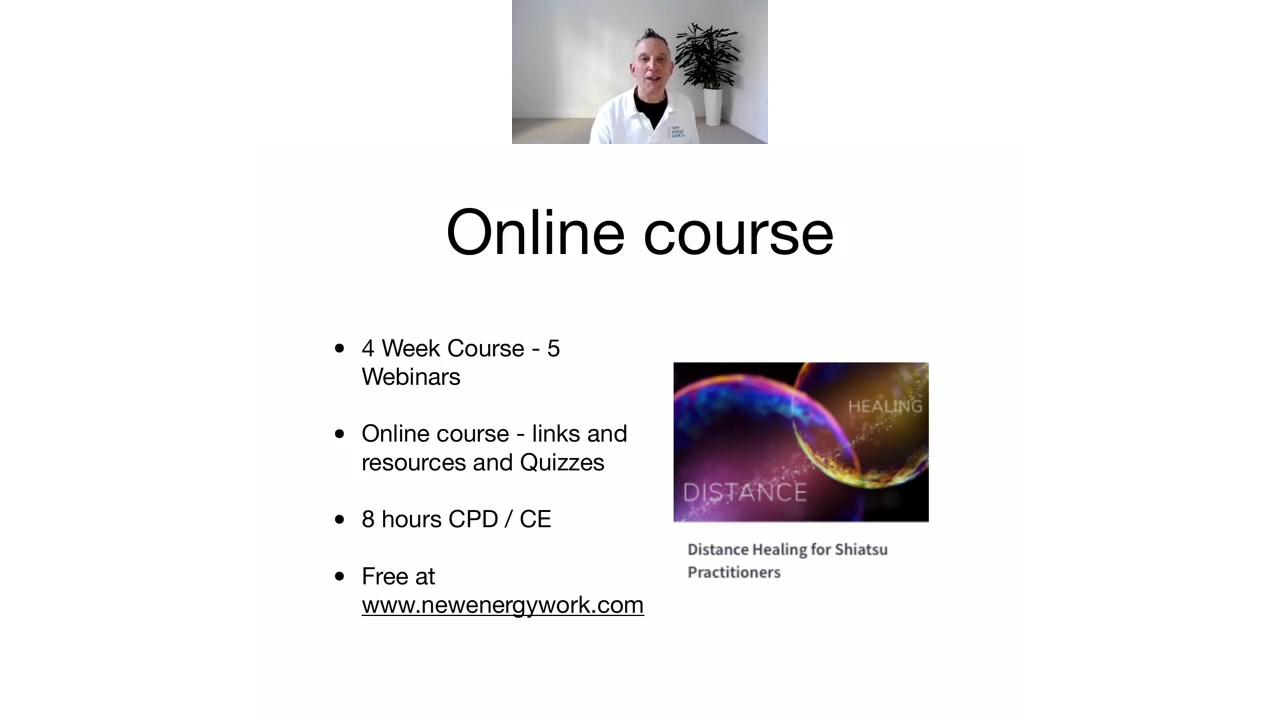 Online course
• 4 Week Course - 5
Webinars
• Online course - links and
resources and Quizzes
• 8 hours CPD / CE
• Free at
www.newenergywork.com
HEALING
DISTANCE
Distance Healing for Shiatsu
Practitioners